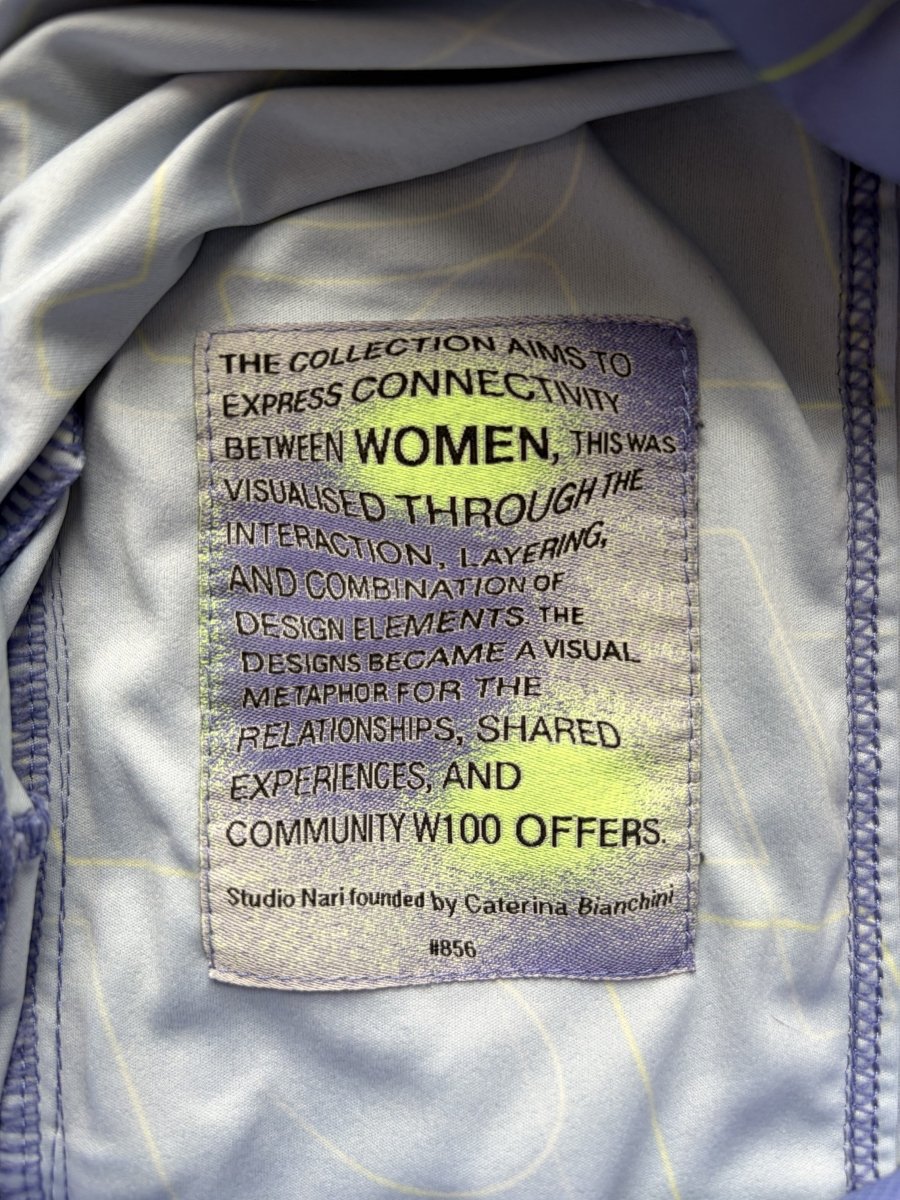 THE COLLECTION AIMS TO
EXPRESS CONNECTIVITY
BETWEEN WOMEN, THIS WAS
VISUALISED THROUGH THE
INTERACTION, LAYERING,
AND COMBINATION OF
DESIGN ELEMENTS. THE
DESIGNS BECAME A VISUAL
METAPHOR FOR THE
RELATIONSHIPS, SHARED
EXPERIENCES, AND
COMMUNITY W100 OFFERS.
Studio Nari founded by Caterina Bianchini
#856